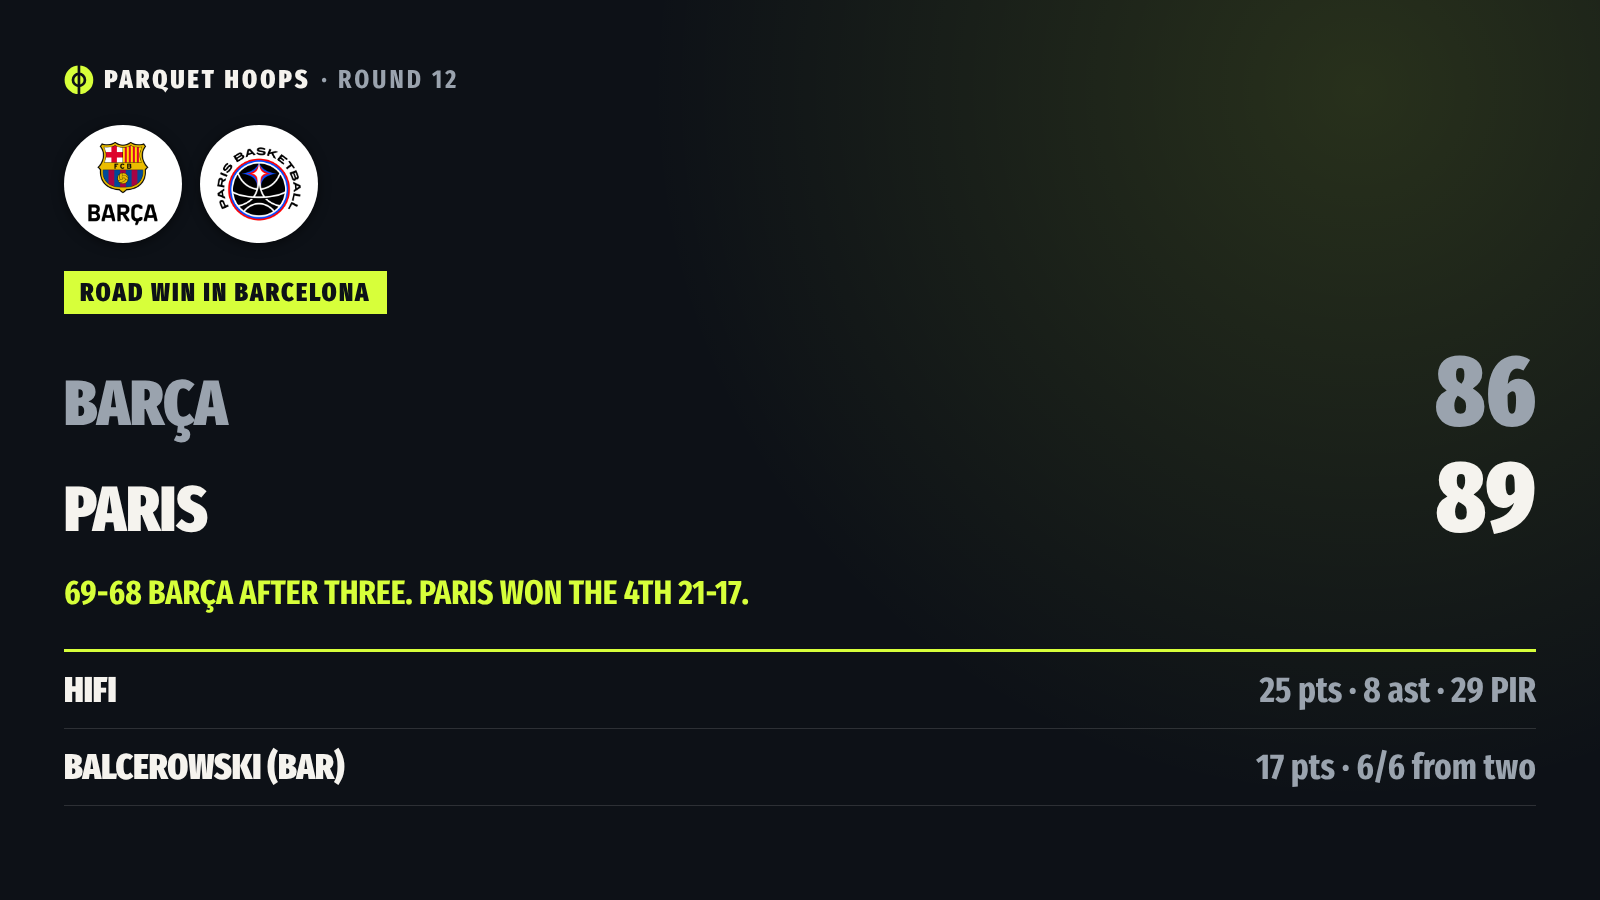 PARQUET HOOPS · ROUND 12
FCB
BARÇA
PARIS BASKETBALL
ROAD WIN IN BARCELONA
BARÇA 86
PARIS 89
69-68 BARÇA AFTER THREE. PARIS WON THE 4TH 21-17.
HIFI 25 pts · 8 ast · 29 PIR
BALCEROWSKI (BAR) 17 pts · 6/6 from two